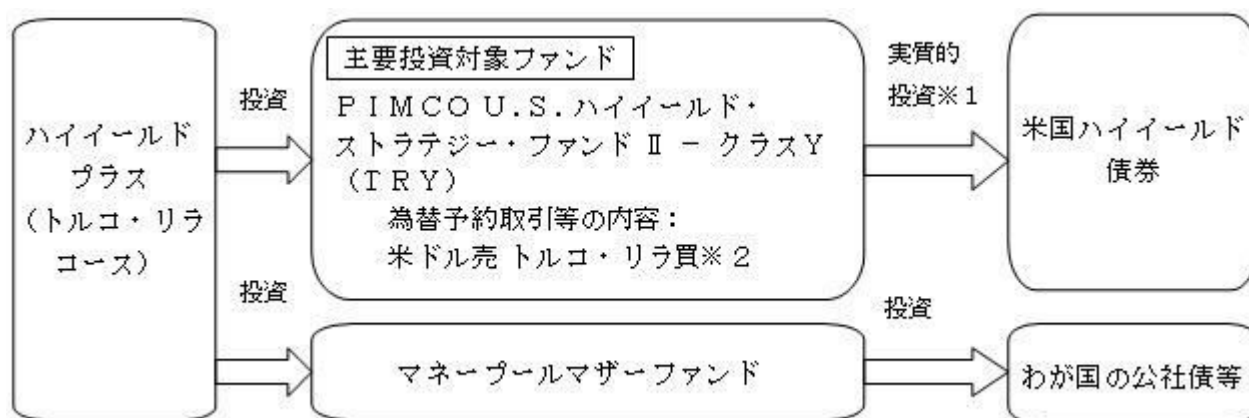 ハイイールド
プラス
(トルコ・リラ
コース)
投資
投資
主要投資対象ファンド
ＰＩＭＣＯ Ｕ.Ｓ.ハイイールド・
ストラテジー・ファンド Ⅱ － クラスＹ
(ＴＲＹ)
為替予約取引等の内容：
米ドル売 トルコ・リラ買※２
マネープールマザーファンド
実質的
投資※１
投資
米国ハイイールド
債券
わが国の公社債等